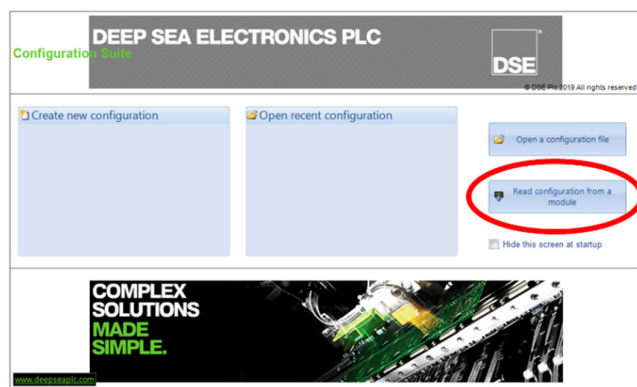 DEEP SEA ELECTRONICS PLC
Configuration Suite
DSE
© DSE Plc 2019 All rights reserved
Create new configuration
Open recent configuration
Open a configuration file
Read configuration from a
module
Hide this screen at startup
COMPLEX
SOLUTIONS
MADE
SIMPLE.
www.deepseaplc.com